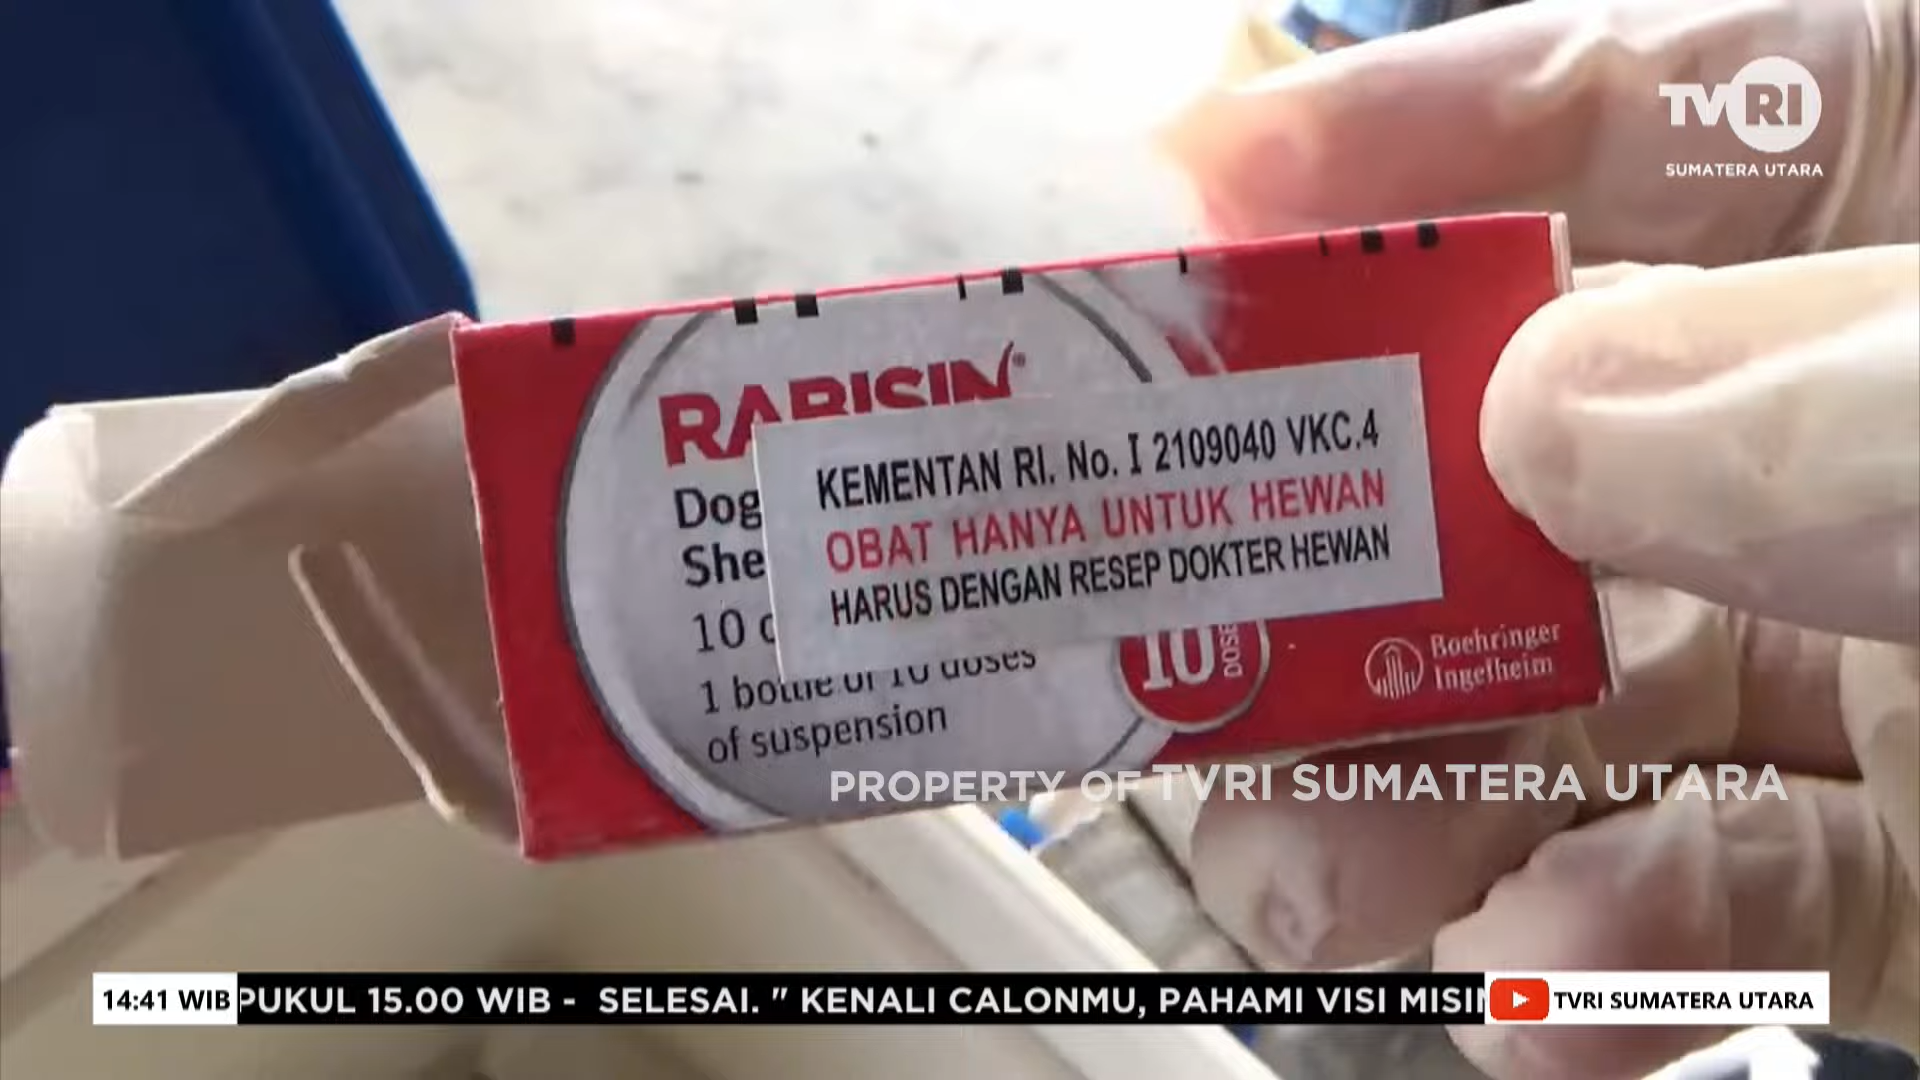 TVRI
SUMATERA UTARA
RABISIN®
KEMENTAN RI. No. I 2109040 VKC.4
OBAT HANYA UNTUK HEWAN
HARUS DENGAN RESEP DOKTER HEWAN
Dog
She
10
1 bottle of 10 doses
of suspension
10
DOSE
Boehringer
Ingelheim
PROPERTY OF TVRI SUMATERA UTARA
14:41 WIB
PUKUL 15.00 WIB - SELESAI. " KENALI CALONMU, PAHAMI VISI MISIN
TVRI SUMATERA UTARA